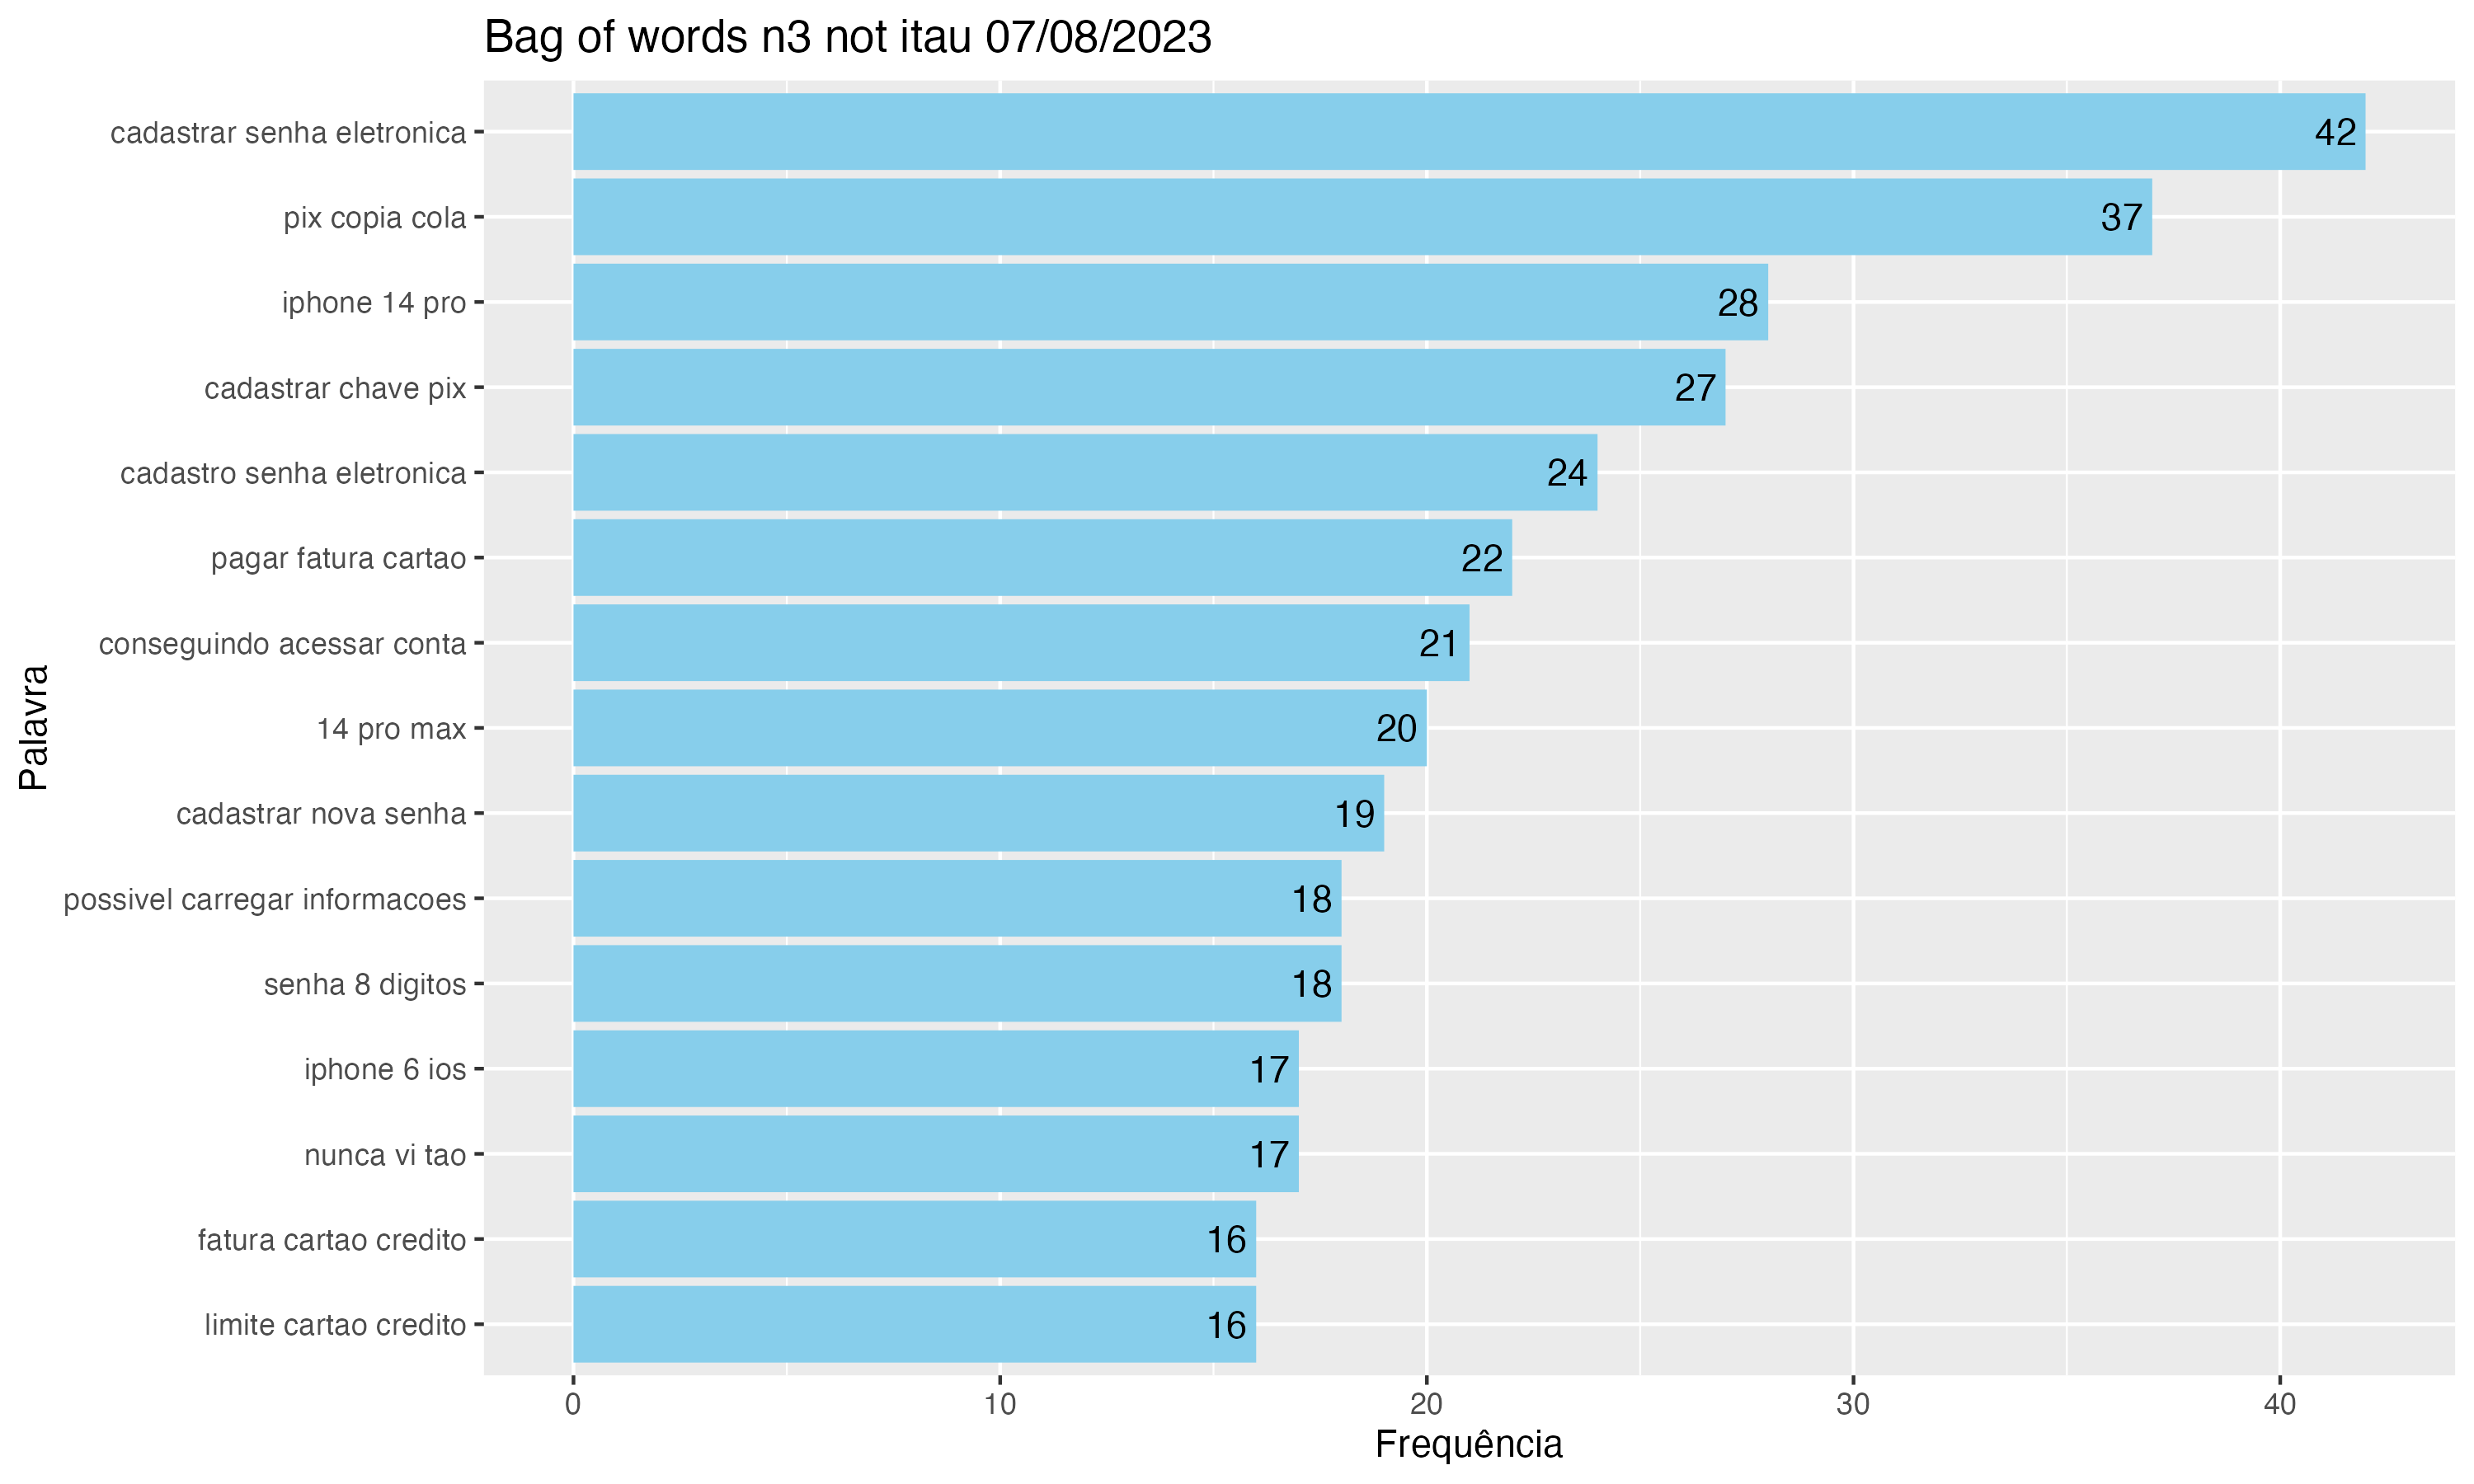 Bag of words n3 not itau 07/08/2023
cadastrar senha eletronica 42
pix copia cola 37
iphone 14 pro 28
cadastrar chave pix 27
cadastro senha eletronica 24
pagar fatura cartao 22
conseguindo acessar conta 21
14 pro max 20
cadastrar nova senha 19
possivel carregar informacoes 18
senha 8 digitos 18
iphone 6 ios 17
nunca vi tao 17
fatura cartao credito 16
limite cartao credito 16
Palavra
0 10 20 30 40
Frequência